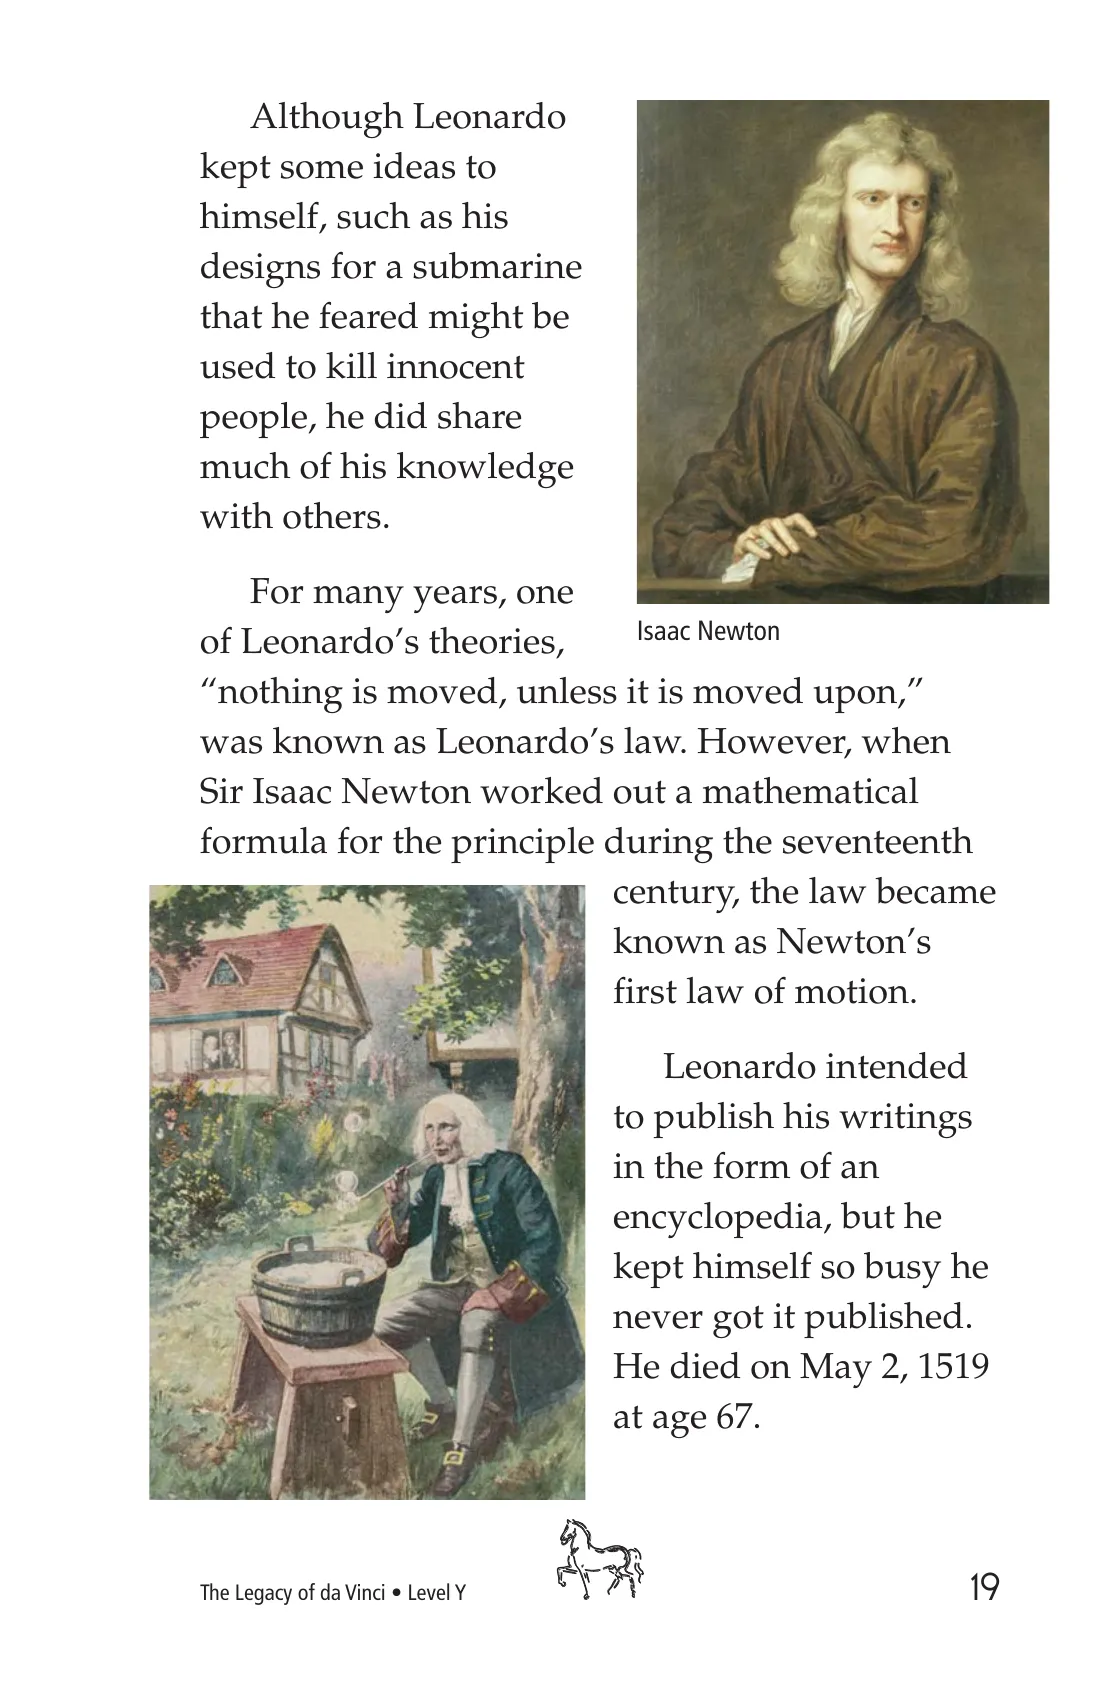 Although Leonardo
kept some ideas to
himself, such as his
designs for a submarine
that he feared might be
used to kill innocent
people, he did share
much of his knowledge
with others.
For many years, one
of Leonardo’s theories,
“nothing is moved, unless it is moved upon,”
was known as Leonardo’s law. However, when
Sir Isaac Newton worked out a mathematical
formula for the principle during the seventeenth
century, the law became
known as Newton’s
first law of motion.
Leonardo intended
to publish his writings
in the form of an
encyclopedia, but he
kept himself so busy he
never got it published.
He died on May 2, 1519
at age 67.
Isaac Newton
The Legacy of da Vinci • Level Y
19